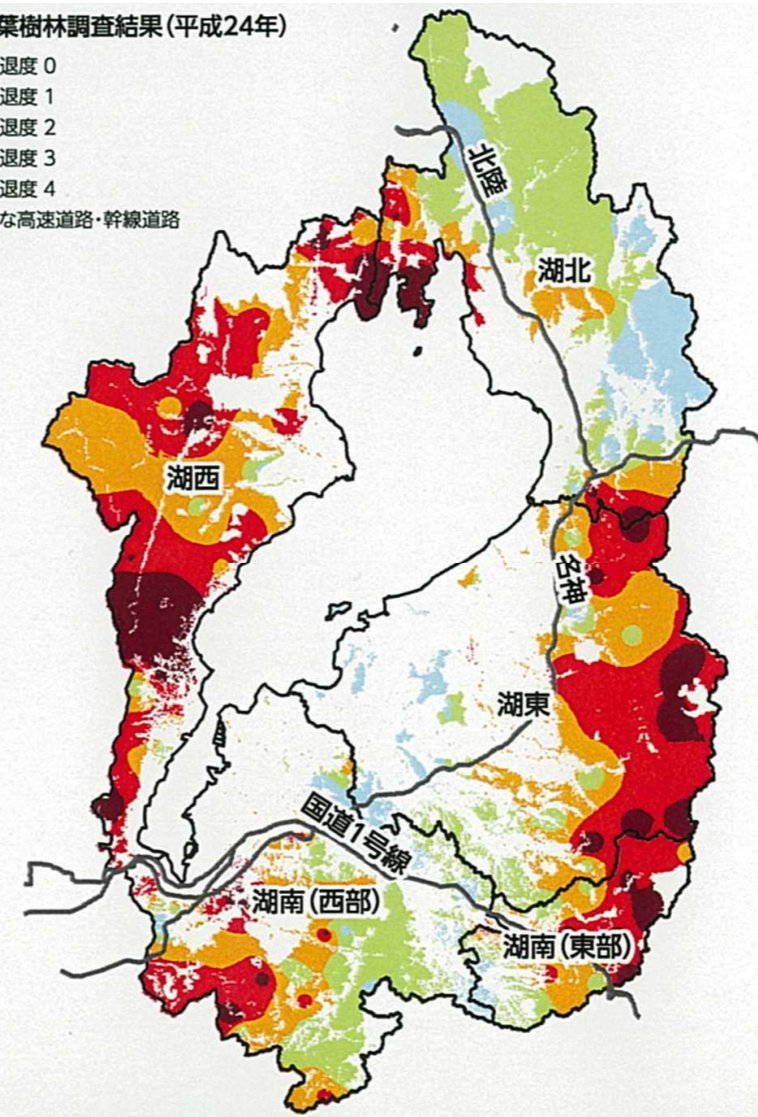 葉樹林調査結果（平成24年）
退度 0
退度 1
退度 2
退度 3
退度 4
な高速道路・幹線道路
北陸
湖北
湖西
名神
湖東
国道1号線
湖南（西部）
湖南（東部）